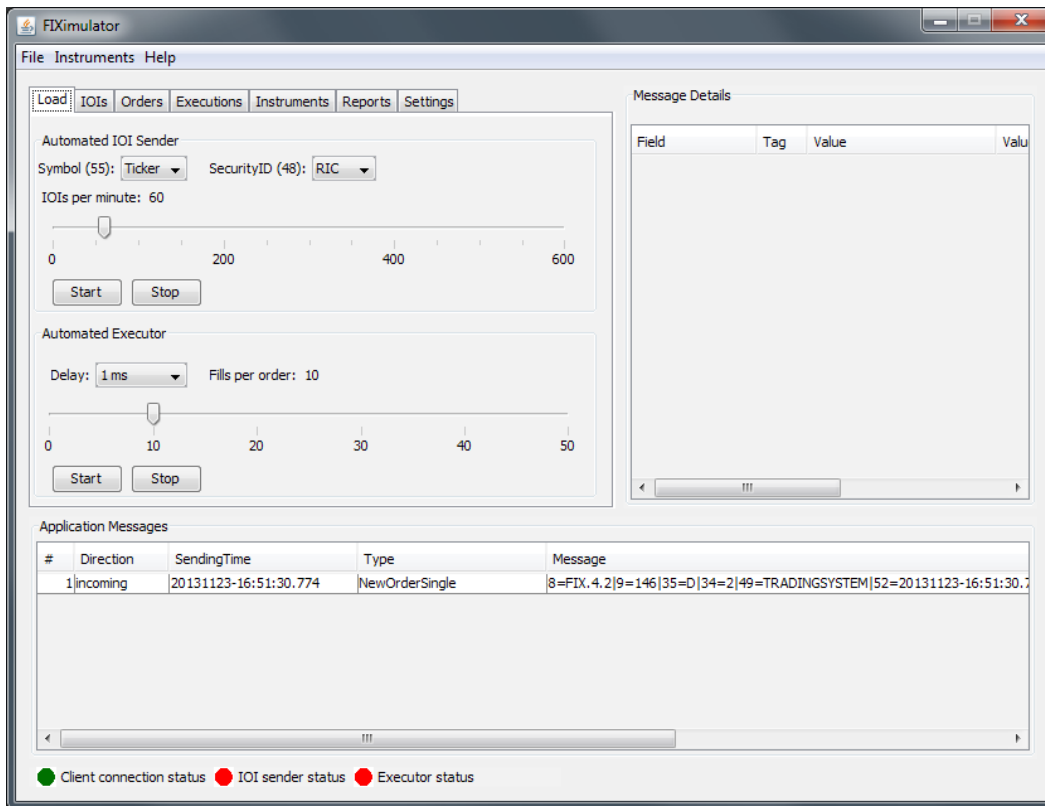 FIXimulator
File Instruments Help
Load IOIs Orders Executions Instruments Reports Settings
Automated IOI Sender
Symbol (55): Ticker SecurityID (48): RIC
IOIs per minute: 60
0 200 400 600
Start Stop
Automated Executor
Delay: 1 ms Fills per order: 10
0 10 20 30 40 50
Start Stop
Message Details
Field Tag Value Valu
Application Messages
# Direction SendingTime Type Message
1 incoming 20131123-16:51:30.774 NewOrderSingle 8=FIX.4.2|9=146|35=D|34=2|49=TRADINGSYSTEM|52=20131123-16:51:30.7
Client connection status IOI sender status Executor status